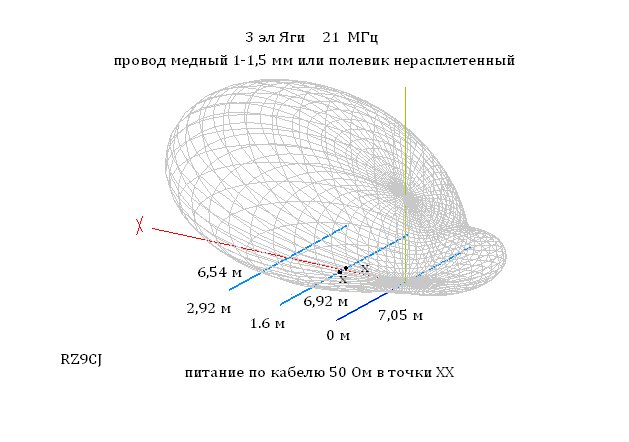 3 эл Яги 21 МГц
провод медный 1-1,5 мм или полевик нерасплетенный
X
6,54 м
X
X
2,92 м
6,92 м
1.6 м
7,05 м
0 м
RZ9CJ
питание по кабелю 50 Ом в точки XX